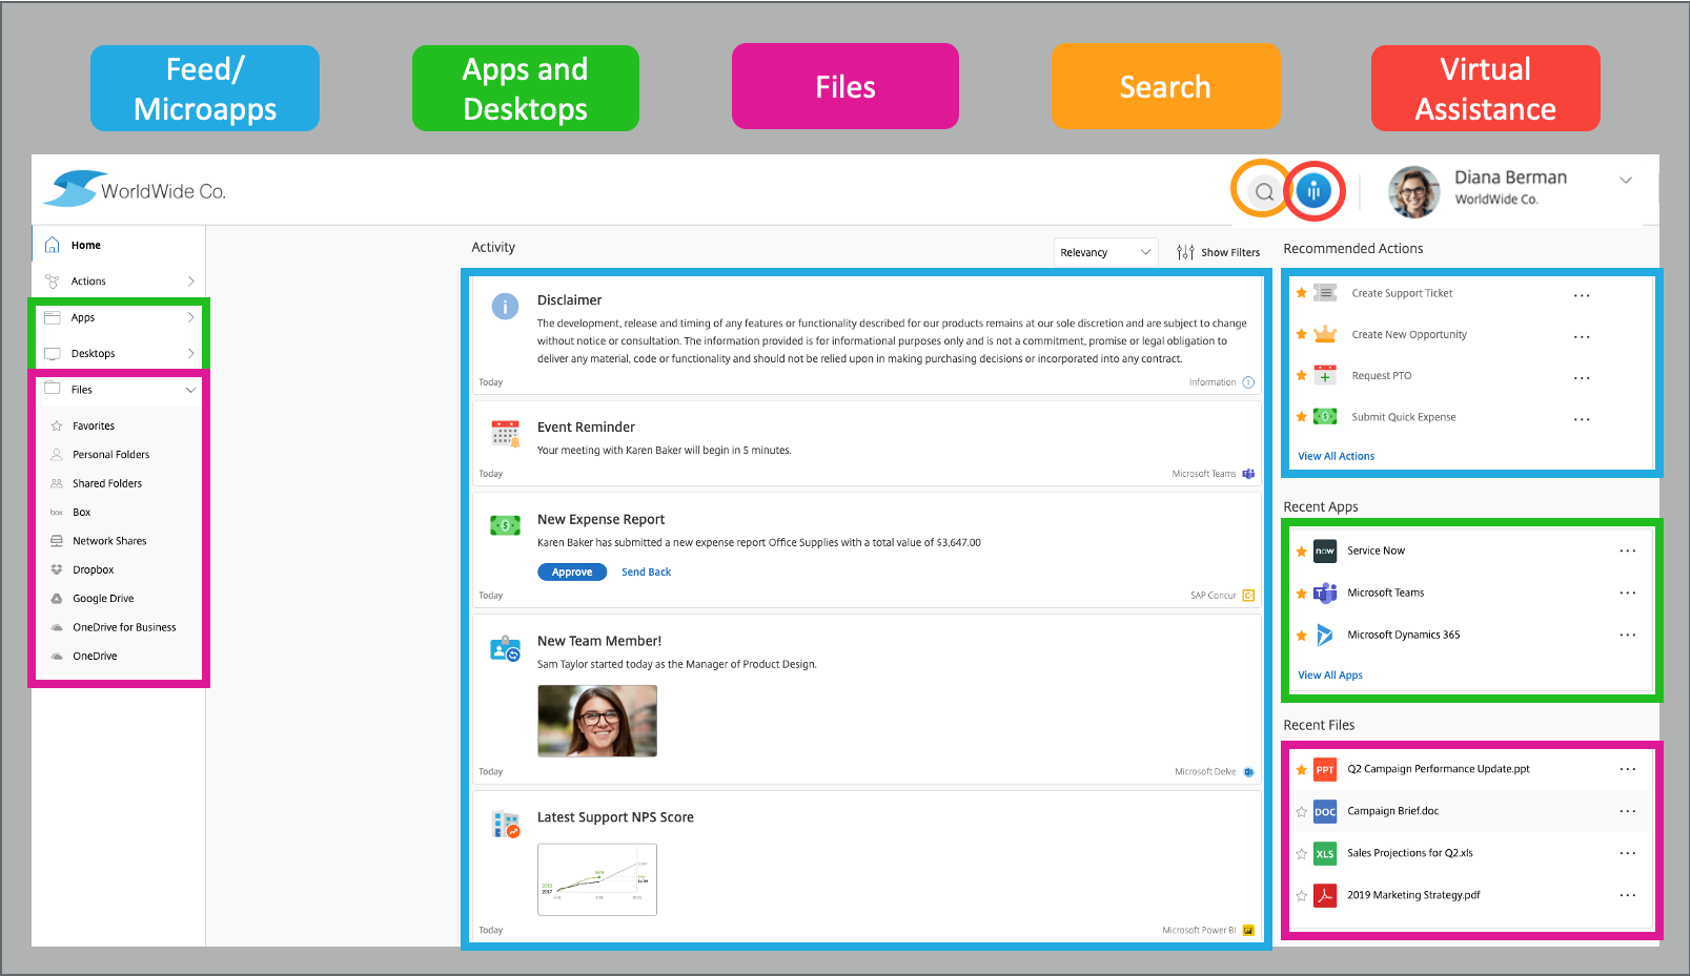 Feed/
Microapps
Apps and
Desktops
Files
Search
Virtual
Assistance
WorldWide Co.
Diana Berman
WorldWide Co.
Home
Actions
Apps
Desktops
Files
Favorites
Personal Folders
Shared Folders
box Box
Network Shares
Dropbox
Google Drive
OneDrive for Business
OneDrive
Activity
Relevancy
Show Filters
Disclaimer
The development, release and timing of any features or functionality described for our products remains at our sole discretion and are subject to change
without notice or consultation. The information provided is for informational purposes only and is not a commitment, promise or legal obligation to
deliver any material, code or functionality and should not be relied upon in making purchasing decisions or incorporated into any contract.
Today
Information
Event Reminder
Your meeting with Karen Baker will begin in 5 minutes.
Today
Microsoft Teams
New Expense Report
Karen Baker has submitted a new expense report Office Supplies with a total value of $3,647.00
Approve
Send Back
Today
SAP Concur
New Team Member!
Sam Taylor started today as the Manager of Product Design.
Today
Microsoft Delve
Latest Support NPS Score
2018
2017
Today
Microsoft Power BI
Recommended Actions
Create Support Ticket
Create New Opportunity
Request PTO
Submit Quick Expense
View All Actions
Recent Apps
now Service Now
Microsoft Teams
Microsoft Dynamics 365
View All Apps
Recent Files
PPT Q2 Campaign Performance Update.ppt
DOC Campaign Brief.doc
XLS Sales Projections for Q2.xls
2019 Marketing Strategy.pdf